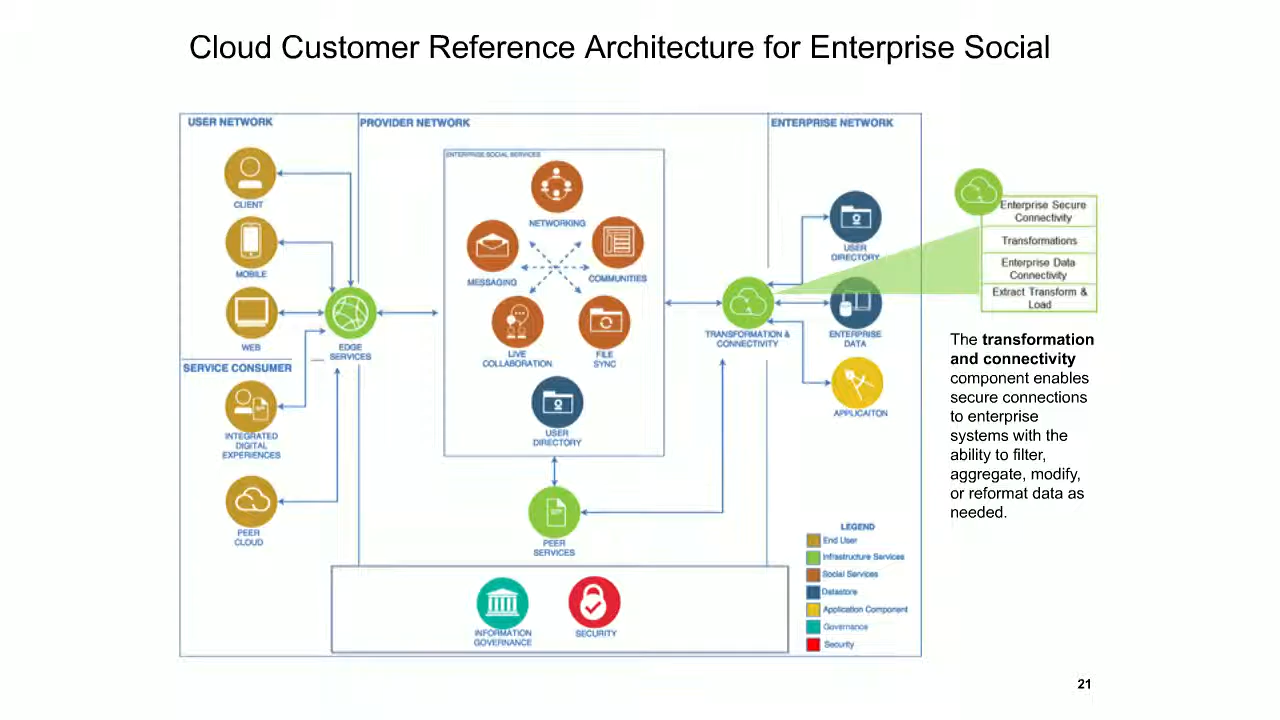 Cloud Customer Reference Architecture for Enterprise Social
USER NETWORK
PROVIDER NETWORK
ENTERPRISE NETWORK
ENTERPRISE SOCIAL SERVICES
CLIENT
MOBILE
WEB
SERVICE CONSUMER
INTEGRATED
DIGITAL
EXPERIENCES
PEER
CLOUD
EDGE
SERVICES
NETWORKING
MESSAGING
COMMUNITIES
LIVE
COLLABORATION
FILE
SYNC
USER
DIRECTORY
PEER
SERVICES
TRANSFORMATION &
CONNECTIVITY
USER
DIRECTORY
ENTERPRISE
DATA
APPLICAITON
INFORMATION
GOVERNANCE
SECURITY
LEGEND
End User
Infrastructure Services
Social Services
Datastore
Application Component
Governance
Security
Enterprise Secure
Connectivity
Transformations
Enterprise Data
Connectivity
Extract Transform &
Load
The transformation
and connectivity
component enables
secure connections
to enterprise
systems with the
ability to filter,
aggregate, modify,
or reformat data as
needed.
21